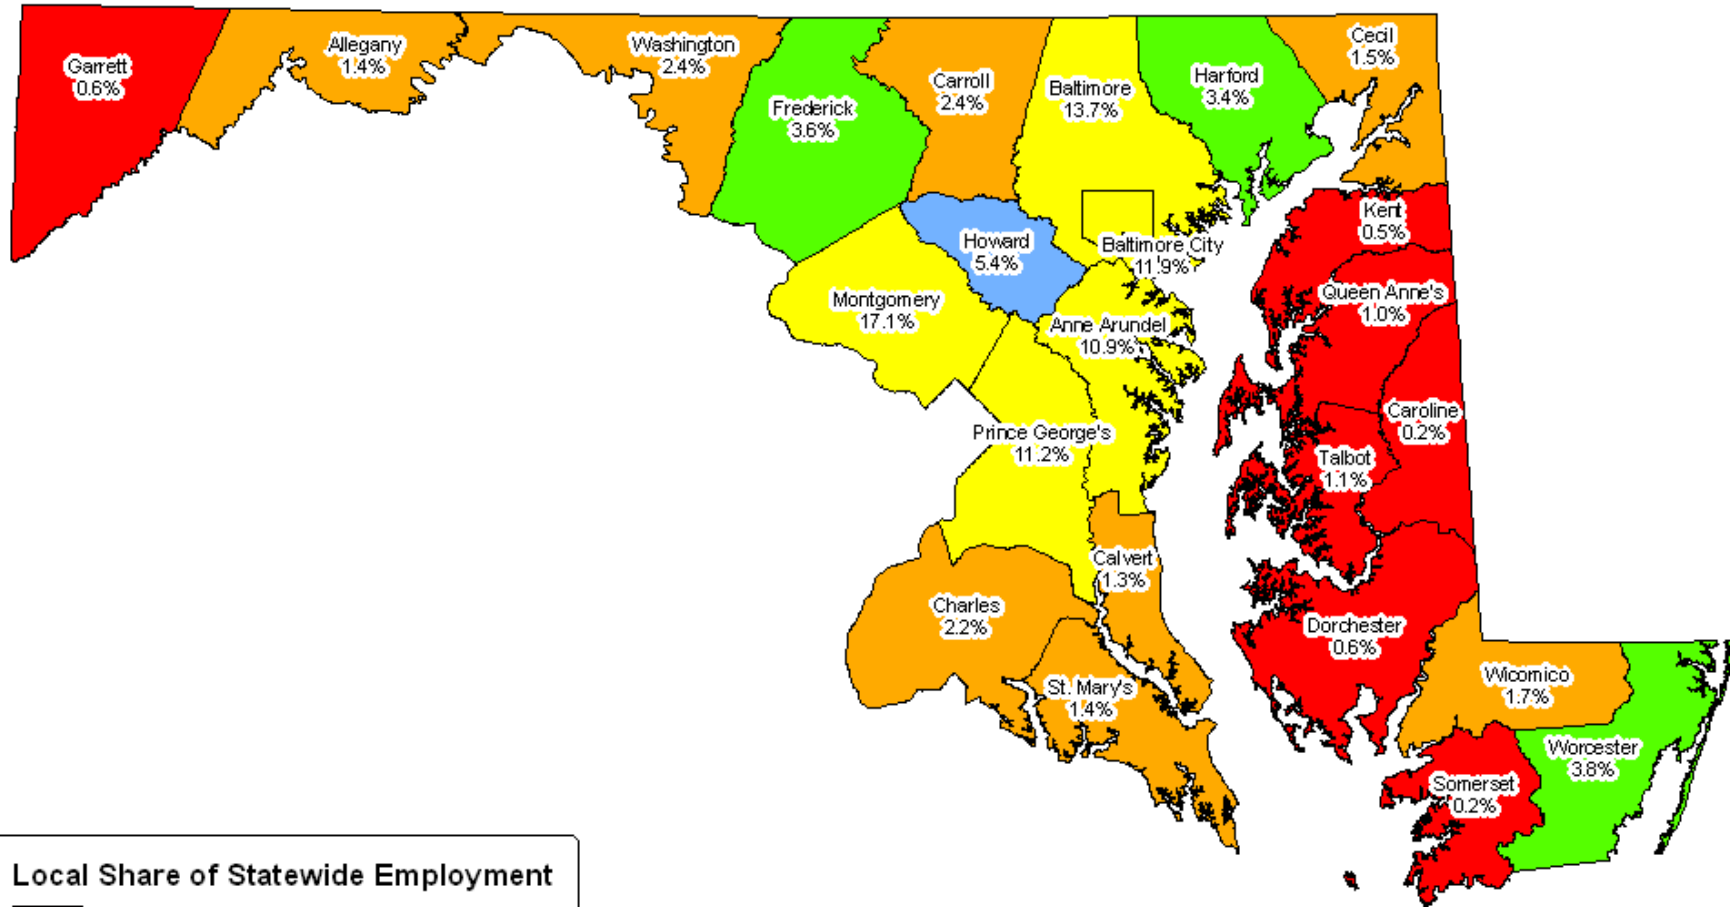 Garrett
0.6%
Allegany
1.4%
Washington
2.4%
Frederick
3.6%
Carroll
2.4%
Baltimore
13.7%
Harford
3.4%
Cecil
1.5%
Kent
0.5%
Howard
5.4%
Baltimore City
11.9%
Queen Anne's
1.0%
Montgomery
17.1%
Anne Arundel
10.9%
Caroline
0.2%
Prince George's
11.2%
Talbot
1.1%
Calvert
1.3%
Charles
2.2%
Dorchester
0.6%
St. Mary's
1.4%
Wicomico
1.7%
Worcester
3.8%
Somerset
0.2%
Local Share of Statewide Employment